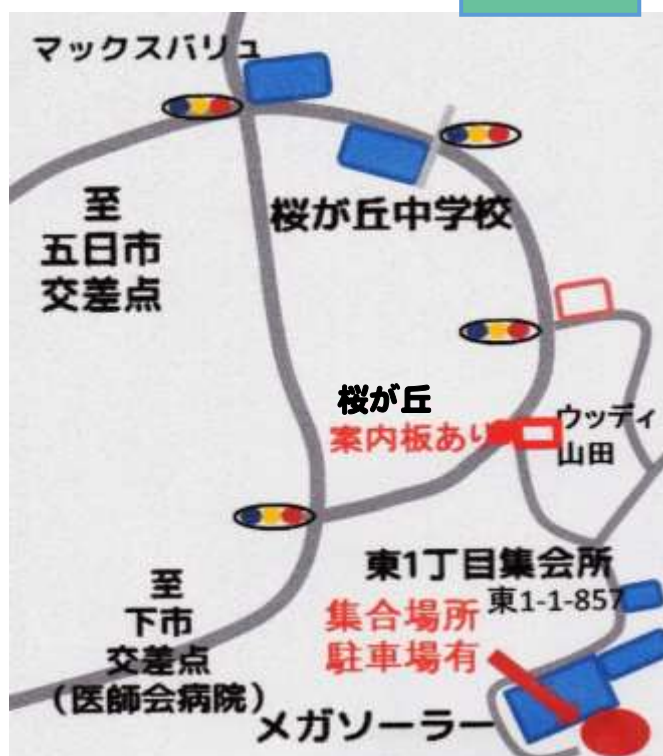 マックスバリュ
至
五日市
交差点
桜が丘中学校
桜が丘
案内板あり
ウッディ
山田
東1丁目集会所
東1-1-857
集合場所
駐車場有
至
下市
交差点
(医師会病院)
メガソーラー